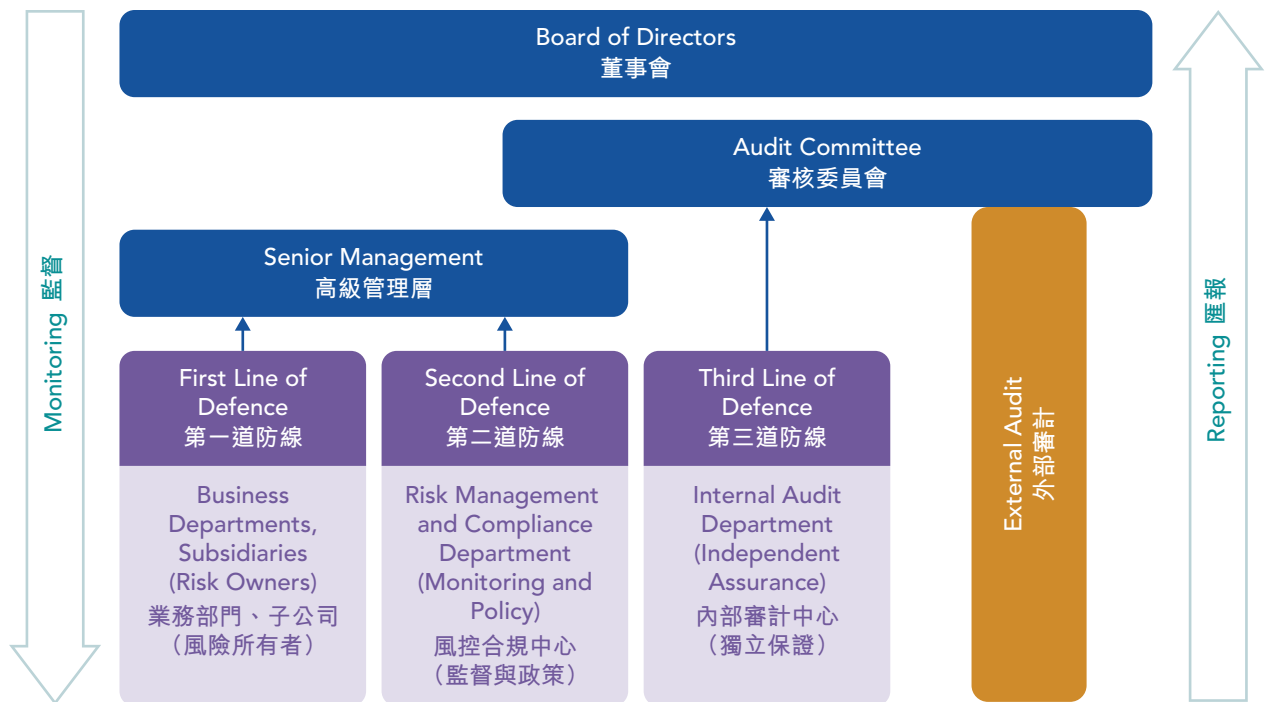 Board of Directors
董事會
Audit Committee
審核委員會
Senior Management
高級管理層
Monitoring 監督
First Line of
Defence
第一道防線
Business
Departments,
Subsidiaries
(Risk Owners)
業務部門、子公司
（風險所有者）
Second Line of
Defence
第二道防線
Risk Management
and Compliance
Department
(Monitoring and
Policy)
風控合規中心
（監督與政策）
Third Line of
Defence
第三道防線
Internal Audit
Department
(Independent
Assurance)
內部審計中心
（獨立保證）
External Audit
外部審計
Reporting 匯報